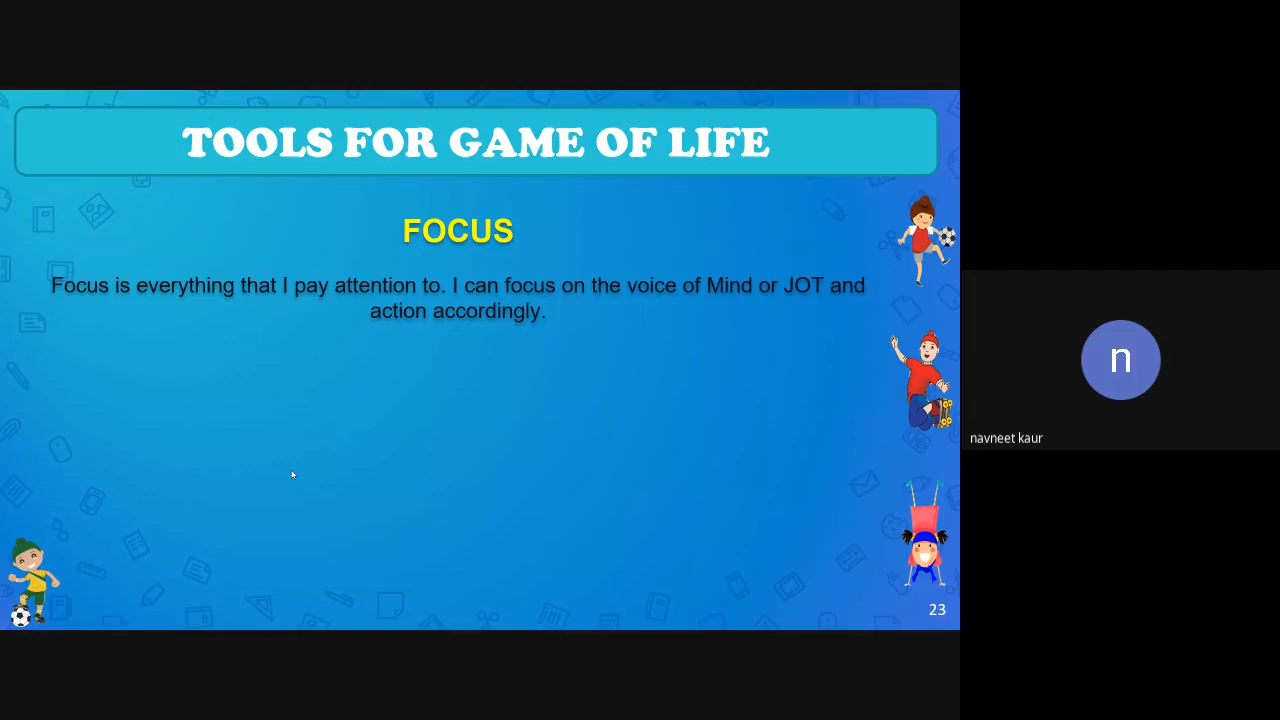 TOOLS FOR GAME OF LIFE
FOCUS
Focus is everything that I pay attention to. I can focus on the voice of Mind or JOT and
action accordingly.
23
n
navneet kaur